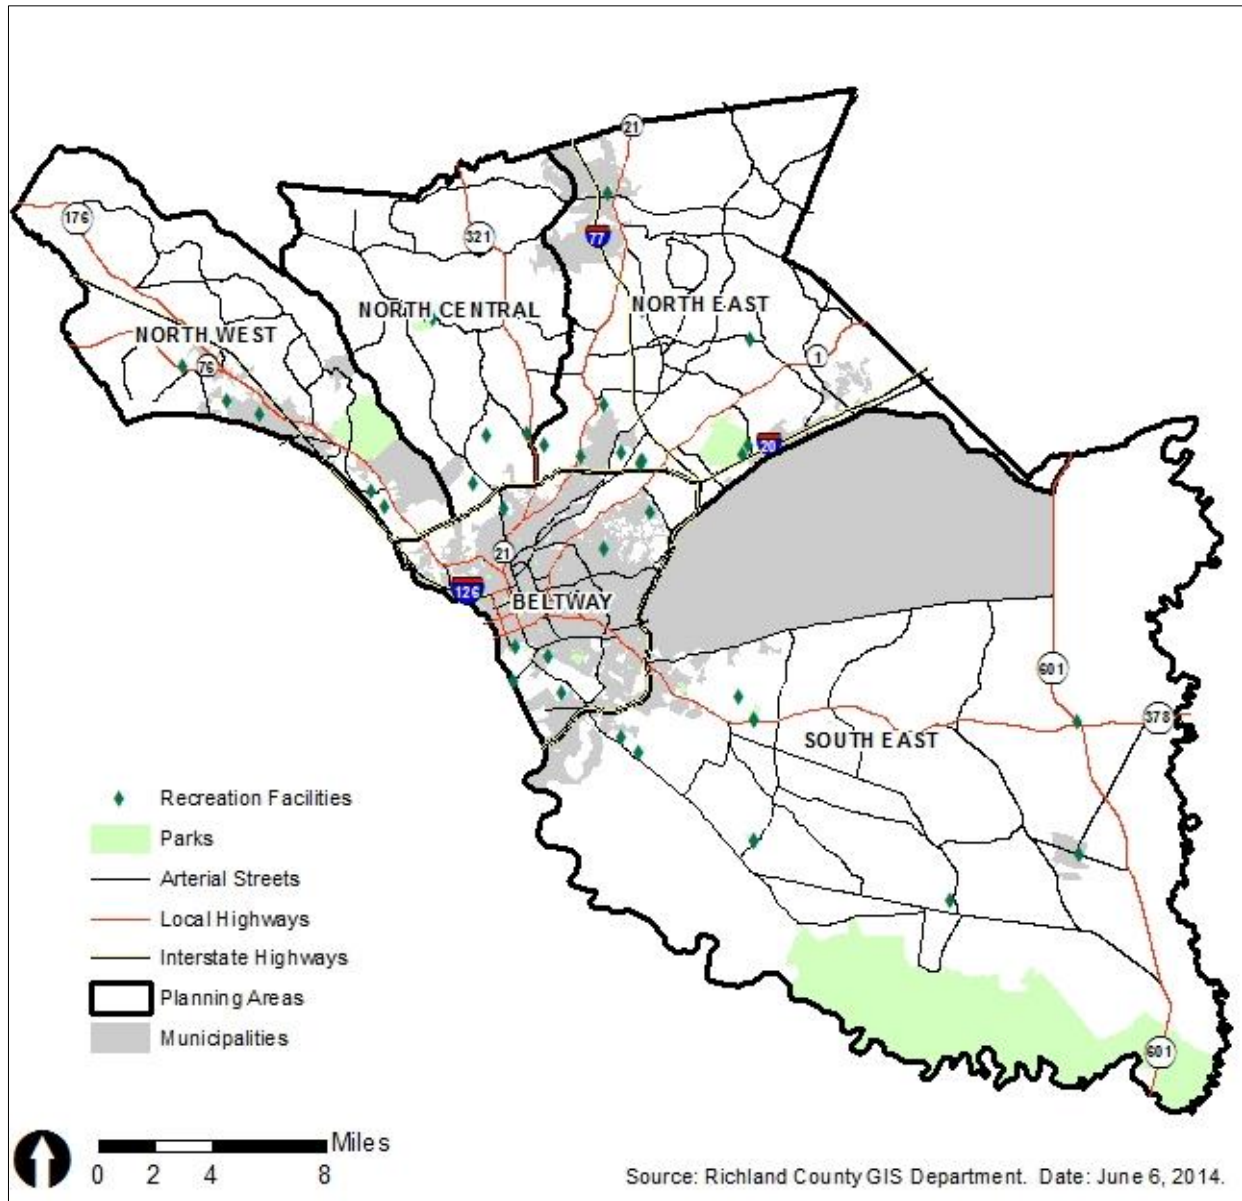 21
176
321
77
NORTH CENTRAL
NORTH EAST
NORTH WEST
76
1
20
21
126
BELTWAY
601
378
SOUTH EAST
Recreation Facilities
Parks
Arterial Streets
Local Highways
Interstate Highways
Planning Areas
Municipalities
601
Miles
0 2 4 8
Source: Richland County GIS Department. Date: June 6, 2014.